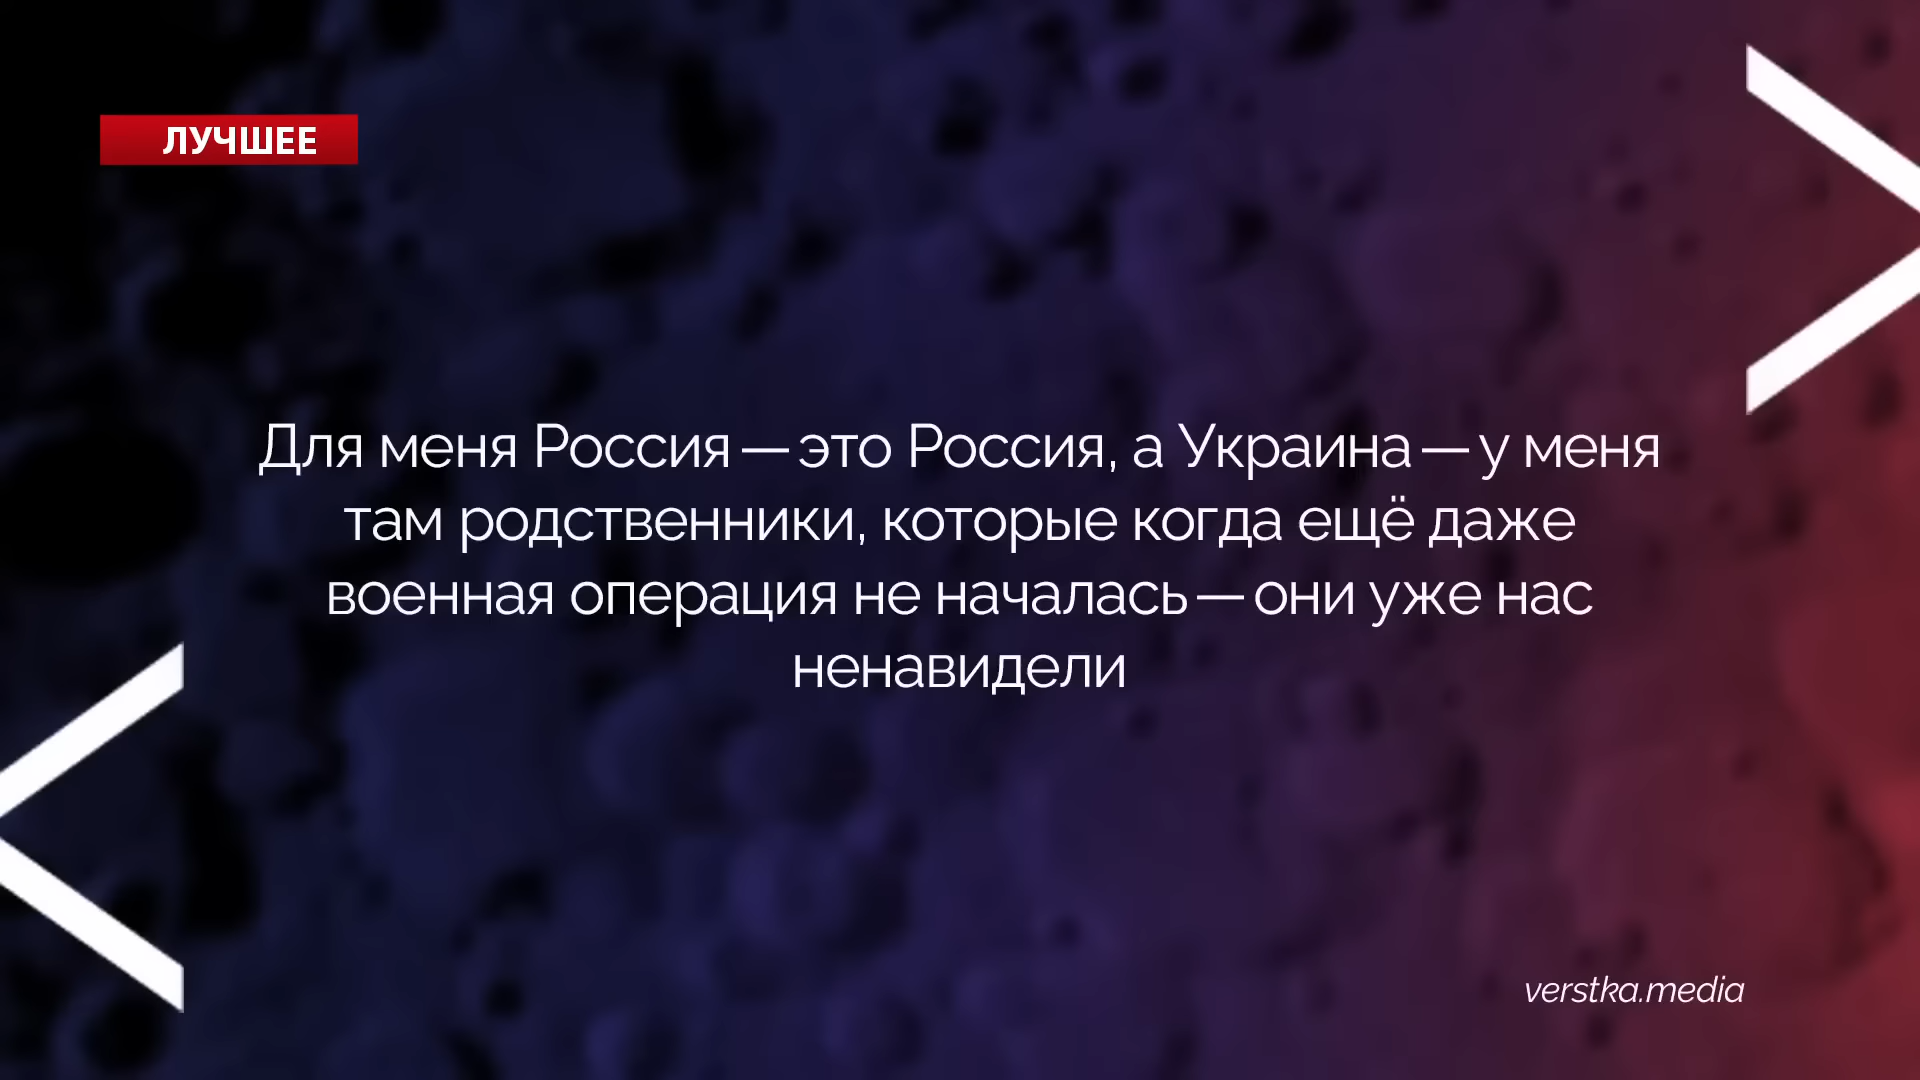 ЛУЧШЕЕ
Для меня Россия — это Россия, а Украина — у меня
там родственники, которые когда ещё даже
военная операция не началась — они уже нас
ненавидели
verstka.media